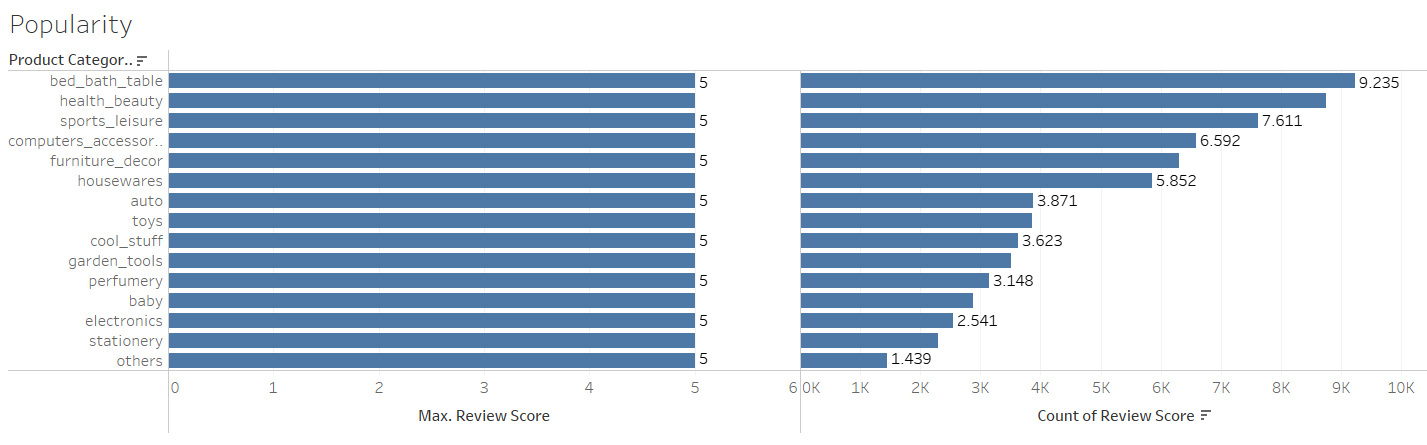 Popularity
Product Categor..
bed_bath_table 5 9.235
health_beauty
sports_leisure 5 7.611
computers_accessor.. 6.592
furniture_decor 5
housewares 5.852
auto 5 3.871
toys
cool_stuff 5 3.623
garden_tools
perfumery 5 3.148
baby
electronics 5 2.541
stationery
others 5 1.439
0 1 2 3 4 5 6 0K 1K 2K 3K 4K 5K 6K 7K 8K 9K 10K
Max. Review Score Count of Review Score